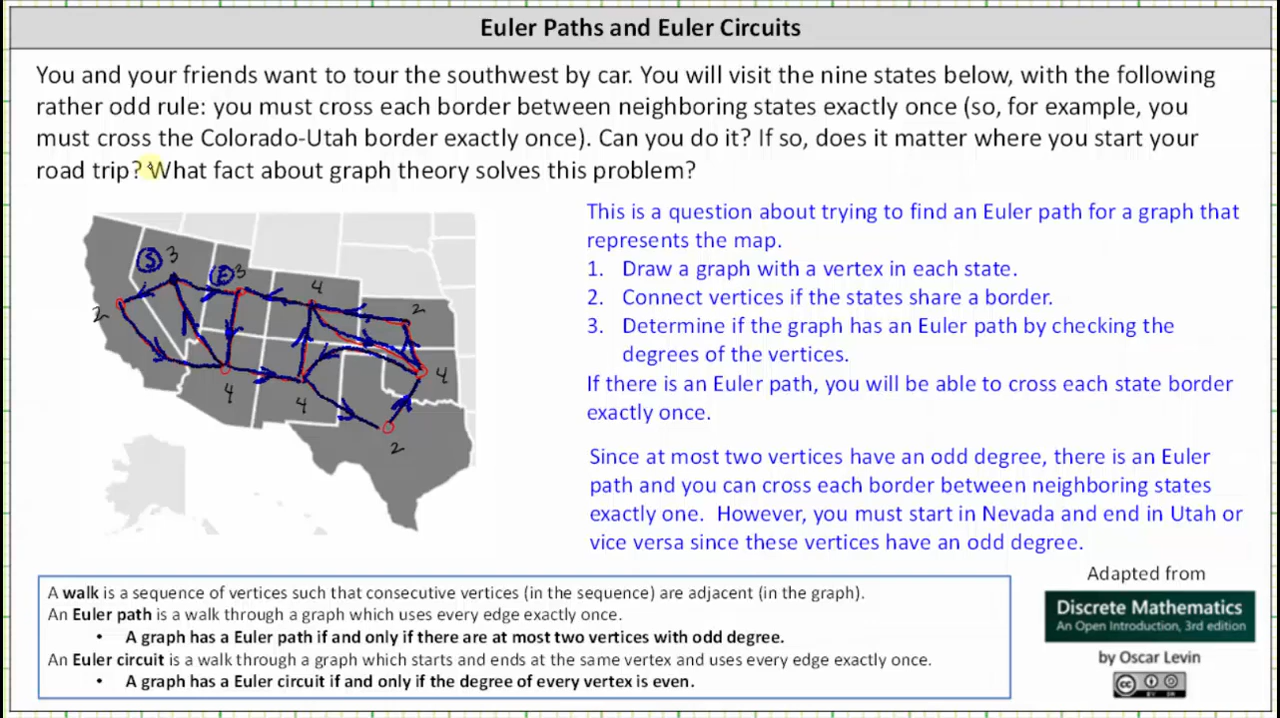 Euler Paths and Euler Circuits
You and your friends want to tour the southwest by car. You will visit the nine states below, with the following
rather odd rule: you must cross each border between neighboring states exactly once (so, for example, you
must cross the Colorado-Utah border exactly once). Can you do it? If so, does it matter where you start your
road trip? What fact about graph theory solves this problem?
S 3
E 3
4
2
2
4
4
4
2
This is a question about trying to find an Euler path for a graph that
represents the map.
1. Draw a graph with a vertex in each state.
2. Connect vertices if the states share a border.
3. Determine if the graph has an Euler path by checking the
degrees of the vertices.
If there is an Euler path, you will be able to cross each state border
exactly once.
Since at most two vertices have an odd degree, there is an Euler
path and you can cross each border between neighboring states
exactly one. However, you must start in Nevada and end in Utah or
vice versa since these vertices have an odd degree.
A walk is a sequence of vertices such that consecutive vertices (in the sequence) are adjacent (in the graph).
An Euler path is a walk through a graph which uses every edge exactly once.
• A graph has a Euler path if and only if there are at most two vertices with odd degree.
An Euler circuit is a walk through a graph which starts and ends at the same vertex and uses every edge exactly once.
• A graph has a Euler circuit if and only if the degree of every vertex is even.
Adapted from
Discrete Mathematics
An Open Introduction, 3rd edition
by Oscar Levin
cc
BY SA